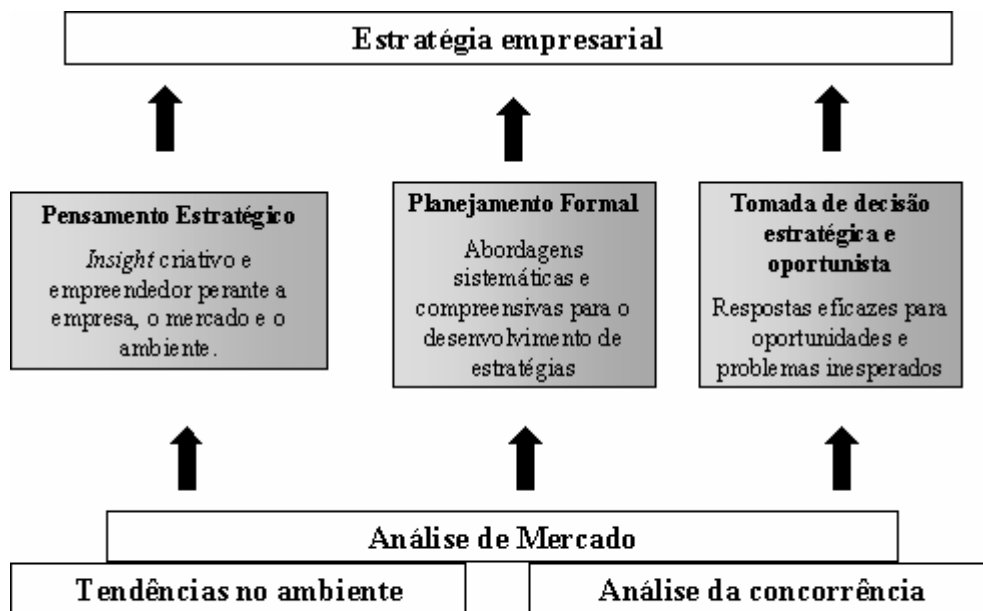 Estratégia empresarial
Pensamento Estratégico
Insight criativo e
empreendedor perante a
empresa, o mercado e o
ambiente.
Planejamento Formal
Abordagens
sistemáticas e
compreensivas para o
desenvolvimento de
estratégias
Tomada de decisão
estratégica e
oportunista
Respostas eficazes para
oportunidades e
problemas inesperados
Análise de Mercado
Tendências no ambiente
Análise da concorrência